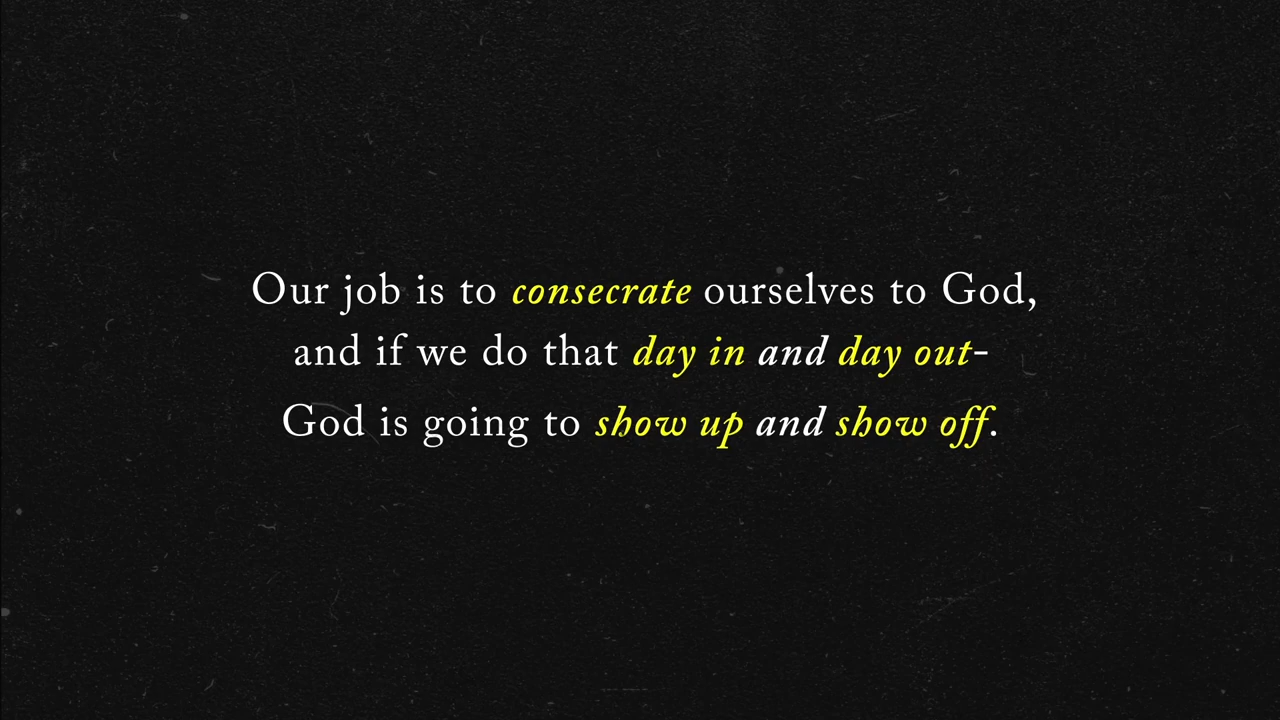 Our job is to consecrate ourselves to God,
and if we do that day in and day out-
God is going to show up and show off.